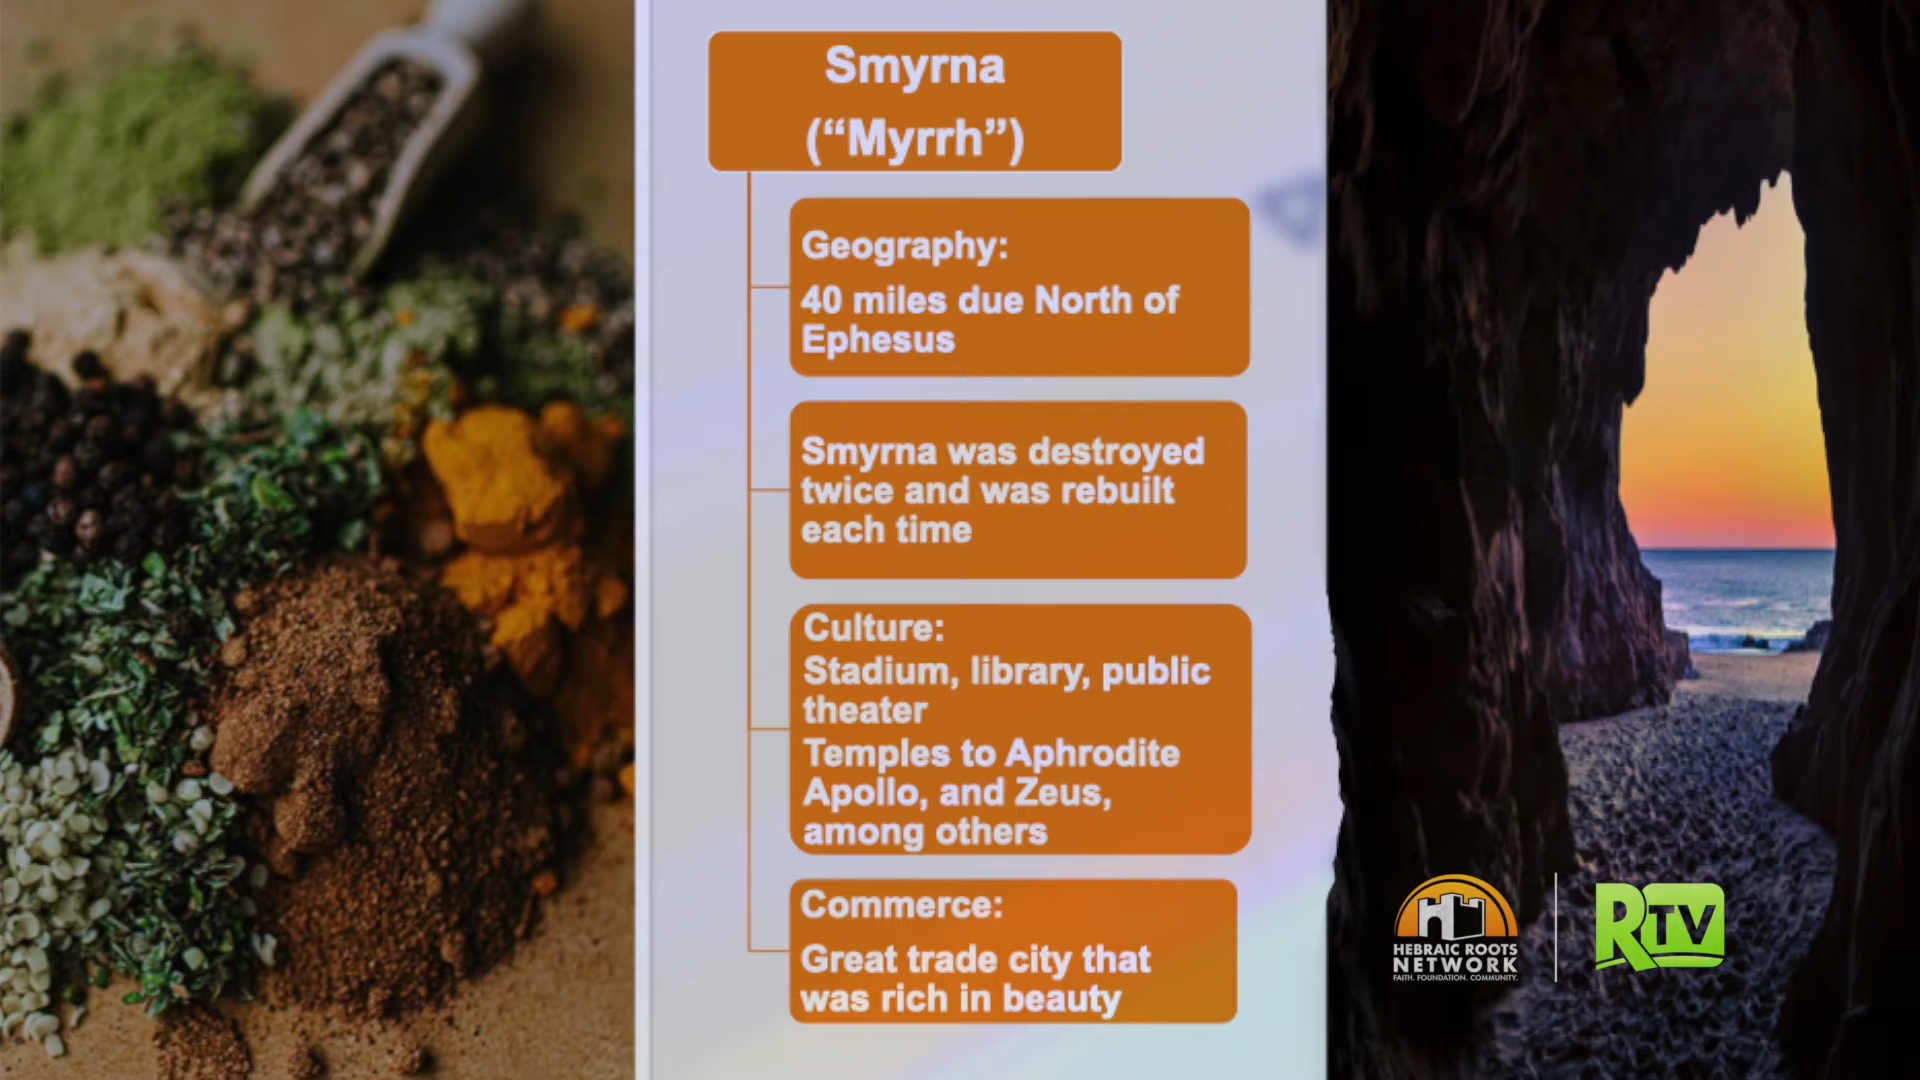 Smyrna
(“Myrrh”)
Geography:
40 miles due North of
Ephesus
Smyrna was destroyed
twice and was rebuilt
each time
Culture:
Stadium, library, public
theater
Temples to Aphrodite
Apollo, and Zeus,
among others
Commerce:
Great trade city that
was rich in beauty
HEBRAIC ROOTS
NETWORK
FAITH. FOUNDATION. COMMUNITY.
RTV